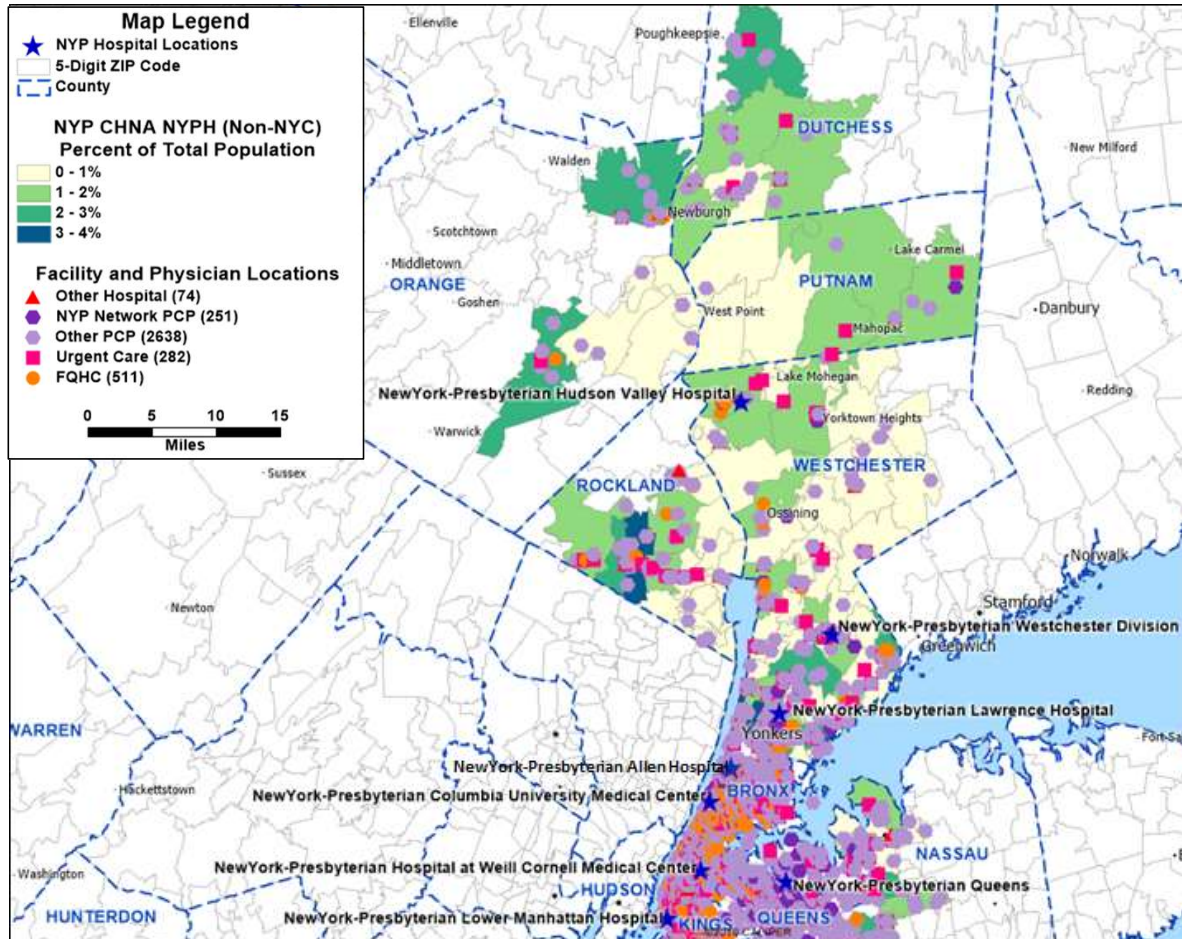 Map Legend
NYP Hospital Locations
5-Digit ZIP Code
County
NYP CHNA NYPH (Non-NYC)
Percent of Total Population
0 - 1%
1 - 2%
2 - 3%
3 - 4%
Facility and Physician Locations
Other Hospital (74)
NYP Network PCP (251)
Other PCP (2638)
Urgent Care (282)
FQHC (511)
0 5 10 15
Miles
Ellenville
Poughkeepsie
DUTCHESS
New Milford
Walden
Newburgh
Scotchtown
Lake Carmel
Middletown
ORANGE
PUTNAM
Goshen
West Point
Danbury
Mahopac
Lake Mohegan
NewYork-Presbyterian Hudson Valley Hospital
Redding
Yorktown Heights
Warwick
WESTCHESTER
Sussex
ROCKLAND
Ossining
Norwalk
Newton
Stamford
NewYork-Presbyterian Westchester Division
Greenwich
NewYork-Presbyterian Lawrence Hospital
WARREN
Yonkers
Fort Sa
NewYork-Presbyterian Allen Hospital
Hackettstown
BRONX
NewYork-Presbyterian Columbia University Medical Center
NASSAU
NewYork-Presbyterian Hospital at Weill Cornell Medical Center
Washington
HUDSON
NewYork-Presbyterian Queens
HUNTERDON
NewYork-Presbyterian Lower Manhattan Hospital
KINGS
QUEENS